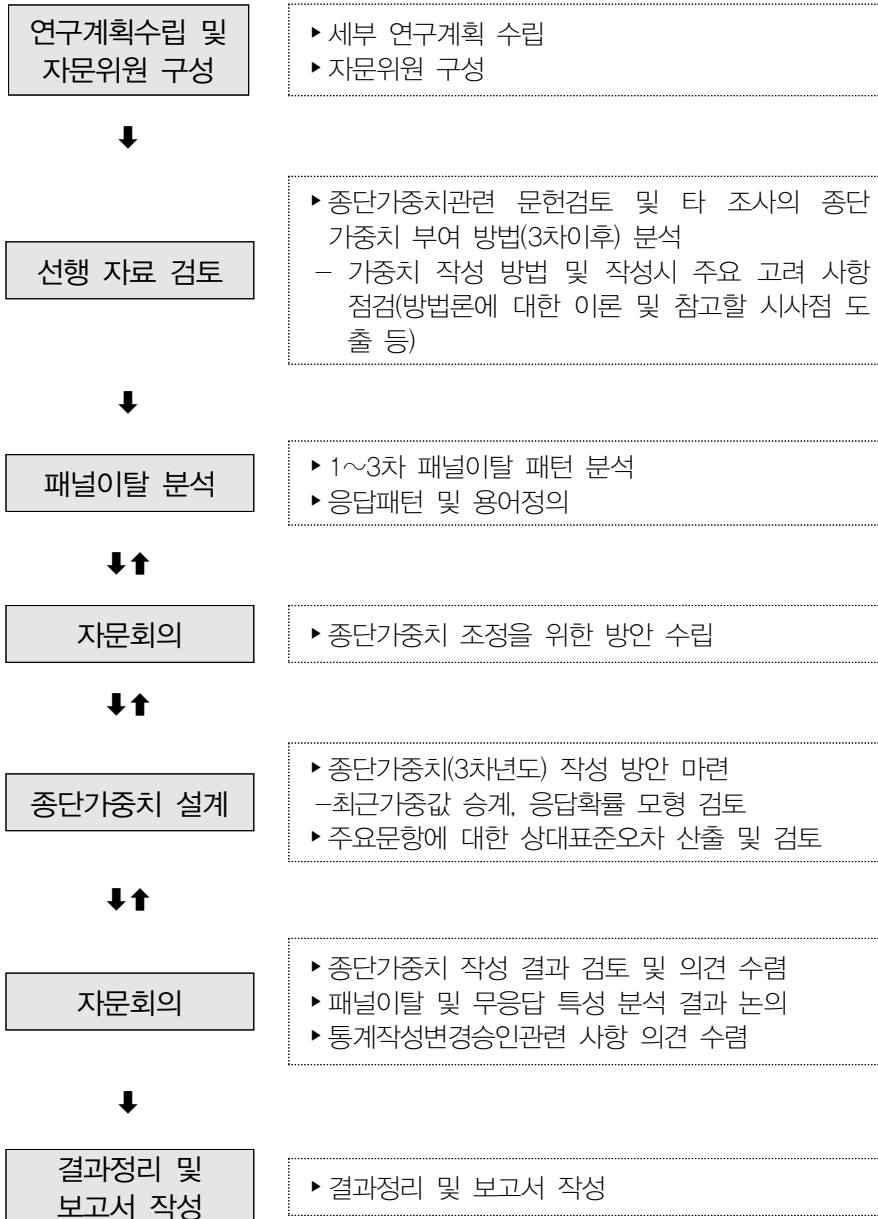 연구계획수립 및
자문위원 구성
▸세부 연구계획 수립
▸자문위원 구성
⬇
선행 자료 검토
▸종단가중치관련 문헌검토 및 타 조사의 종단
가중치 부여 방법(3차이후) 분석
− 가중치 작성 방법 및 작성시 주요 고려 사항
점검(방법론에 대한 이론 및 참고할 시사점 도
출 등)
⬇
패널이탈 분석
▸1∼3차 패널이탈 패턴 분석
▸응답패턴 및 용어정의
⬇⬆
자문회의
▸종단가중치 조정을 위한 방안 수립
⬇⬆
종단가중치 설계
▸종단가중치(3차년도) 작성 방안 마련
−최근가중값 승계, 응답확률 모형 검토
▸주요문항에 대한 상대표준오차 산출 및 검토
⬇⬆
자문회의
▸종단가중치 작성 결과 검토 및 의견 수렴
▸패널이탈 및 무응답 특성 분석 결과 논의
▸통계작성변경승인관련 사항 의견 수렴
⬇
결과정리 및
보고서 작성
▸결과정리 및 보고서 작성